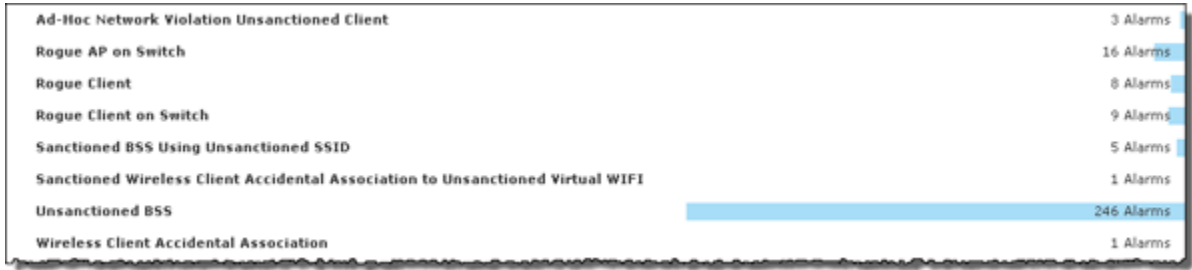 Ad-Hoc Network Violation Unsanctioned Client 3 Alarms
Rogue AP on Switch 16 Alarms
Rogue Client 8 Alarms
Rogue Client on Switch 9 Alarms
Sanctioned BSS Using Unsanctioned SSID 5 Alarms
Sanctioned Wireless Client Accidental Association to Unsanctioned Virtual WIFI 1 Alarms
Unsanctioned BSS 246 Alarms
Wireless Client Accidental Association 1 Alarms